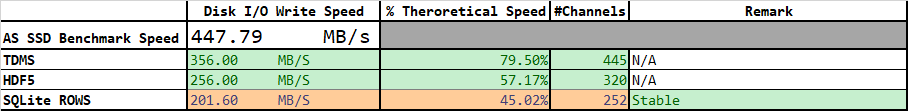 Disk I/O Write Speed % Theroretical Speed #Channels Remark
AS SSD Benchmark Speed 447.79 MB/s
TDMS 356.00 MB/S 79.50% 445 N/A
HDF5 256.00 MB/S 57.17% 320 N/A
SQLite ROWS 201.60 MB/S 45.02% 252 Stable